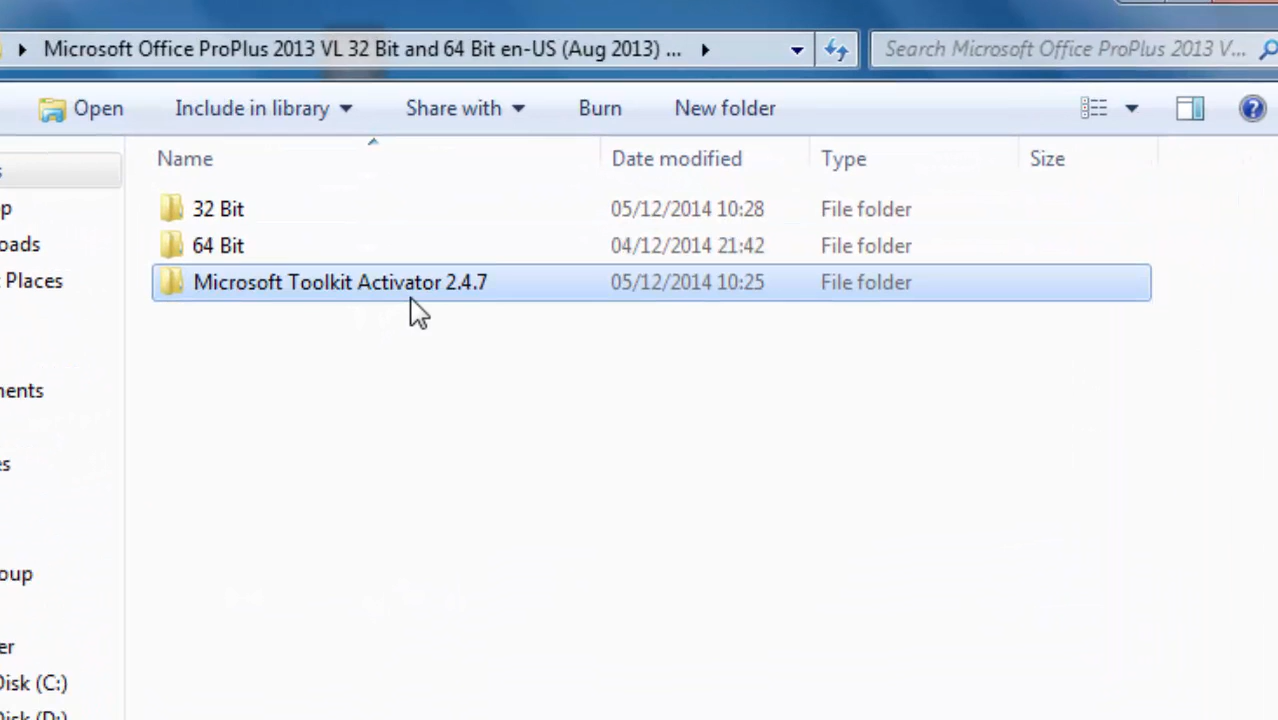 Microsoft Office ProPlus 2013 VL 32 Bit and 64 Bit en-US (Aug 2013) ... Search Microsoft Office ProPlus 2013 V...
Open Include in library Share with Burn New folder
Name Date modified Type Size
32 Bit 05/12/2014 10:28 File folder
64 Bit 04/12/2014 21:42 File folder
Microsoft Toolkit Activator 2.4.7 05/12/2014 10:25 File folder
p
oads
Places
nents
s
oup
er
Disk (C:)
Disk (D:)